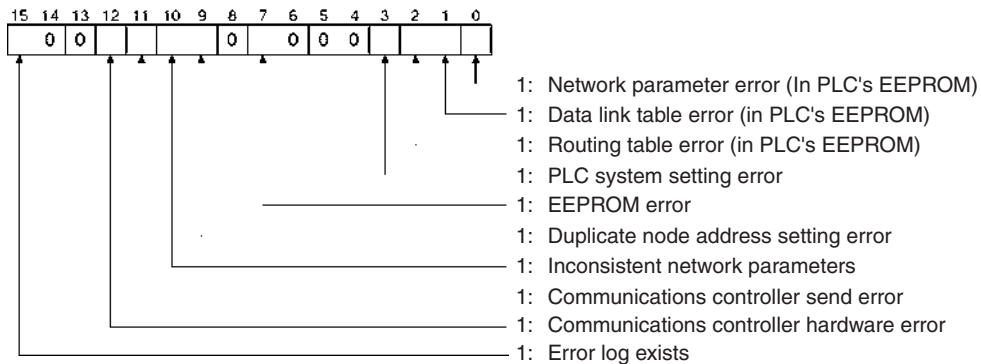 15 14 13 12 11 10 9 8 7 6 5 4 3 2 1 0
0 0 0 0 0 0
1: Network parameter error (In PLC's EEPROM)
1: Data link table error (in PLC's EEPROM)
1: Routing table error (in PLC's EEPROM)
1: PLC system setting error
1: EEPROM error
1: Duplicate node address setting error
1: Inconsistent network parameters
1: Communications controller send error
1: Communications controller hardware error
1: Error log exists